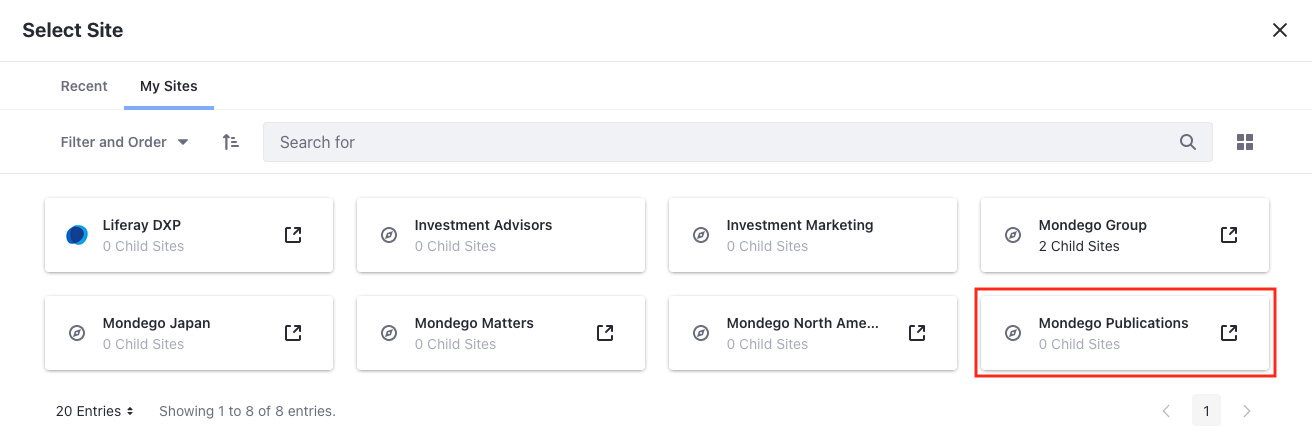 Select Site
Recent My Sites
Filter and Order Search for
Liferay DXP
0 Child Sites
Investment Advisors
0 Child Sites
Investment Marketing
0 Child Sites
Mondego Group
2 Child Sites
Mondego Japan
0 Child Sites
Mondego Matters
0 Child Sites
Mondego North Ame...
0 Child Sites
Mondego Publications
0 Child Sites
20 Entries Showing 1 to 8 of 8 entries. 1